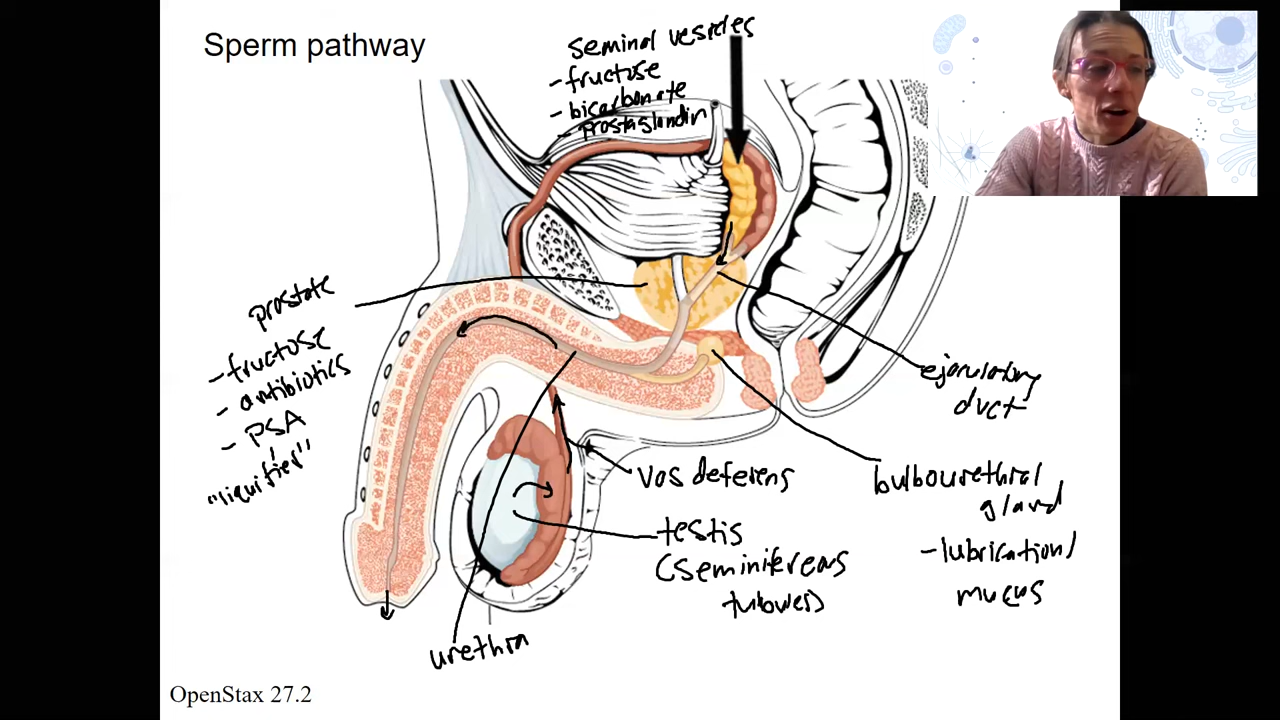 Sperm pathway
seminal vesicles
- fructose
- bicarbonate
- prostaglandin
prostate
- fructose
- antibiotics
- PSA
"liquifies"
ejaculatory
duct
vas deferens
bulbourethral
gland
- lubrication/
mucus
testis
(seminifereous
tubules)
urethra
OpenStax 27.2